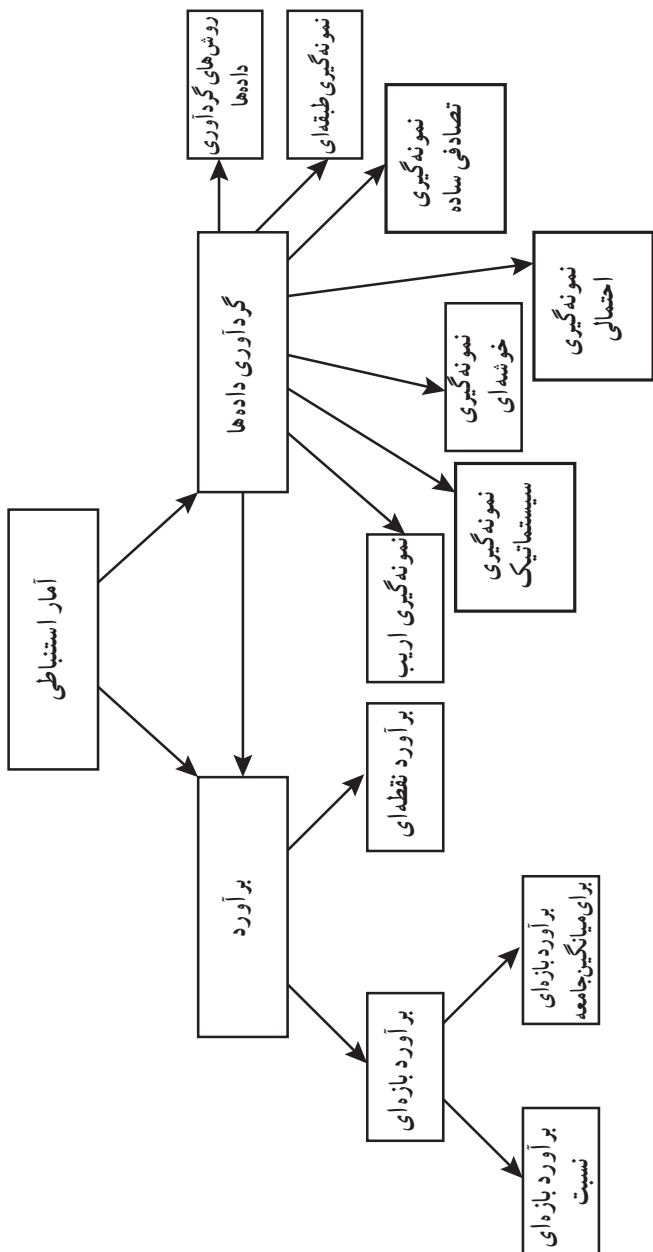 آمار استنباطی
گردآوری داده‌ها
برآورد
روش‌های گردآوری
داده‌ها
نمونه‌گیری طبقه‌ای
نمونه‌گیری
تصادفی ساده
نمونه‌گیری
احتمالی
نمونه‌گیری
خوشه‌ای
نمونه‌گیری
سیستماتیک
نمونه‌گیری اریب
برآورد نقطه‌ای
برآورد بازه‌ای
برآورد بازه‌ای
برای میانگین جامعه
برآورد بازه‌ای
نسبت